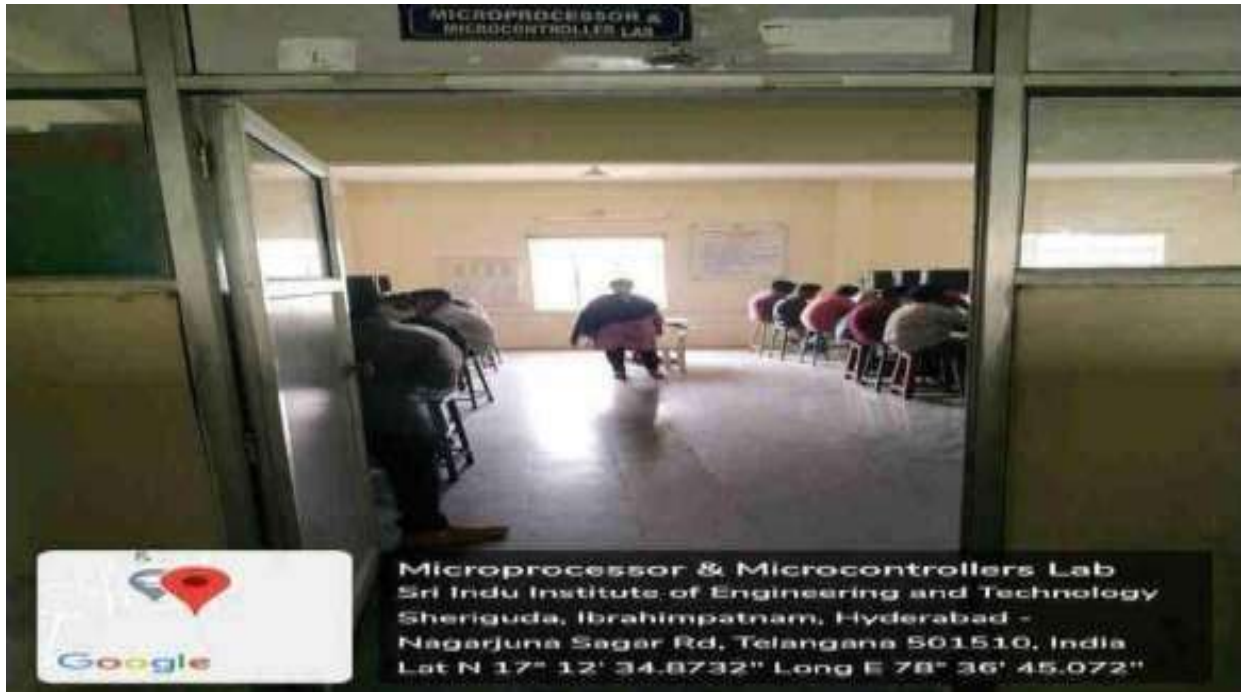 MICROPROCESSOR &
MICROCONTROLLER LAB
Google
Microprocessor & Microcontrollers Lab
Sri Indu Institute of Engineering and Technology
Sheriguda, Ibrahimpatnam, Hyderabad -
Nagarjuna Sagar Rd, Telangana 501510, India
Lat N 17° 12' 34.8732" Long E 78° 36' 45.072"